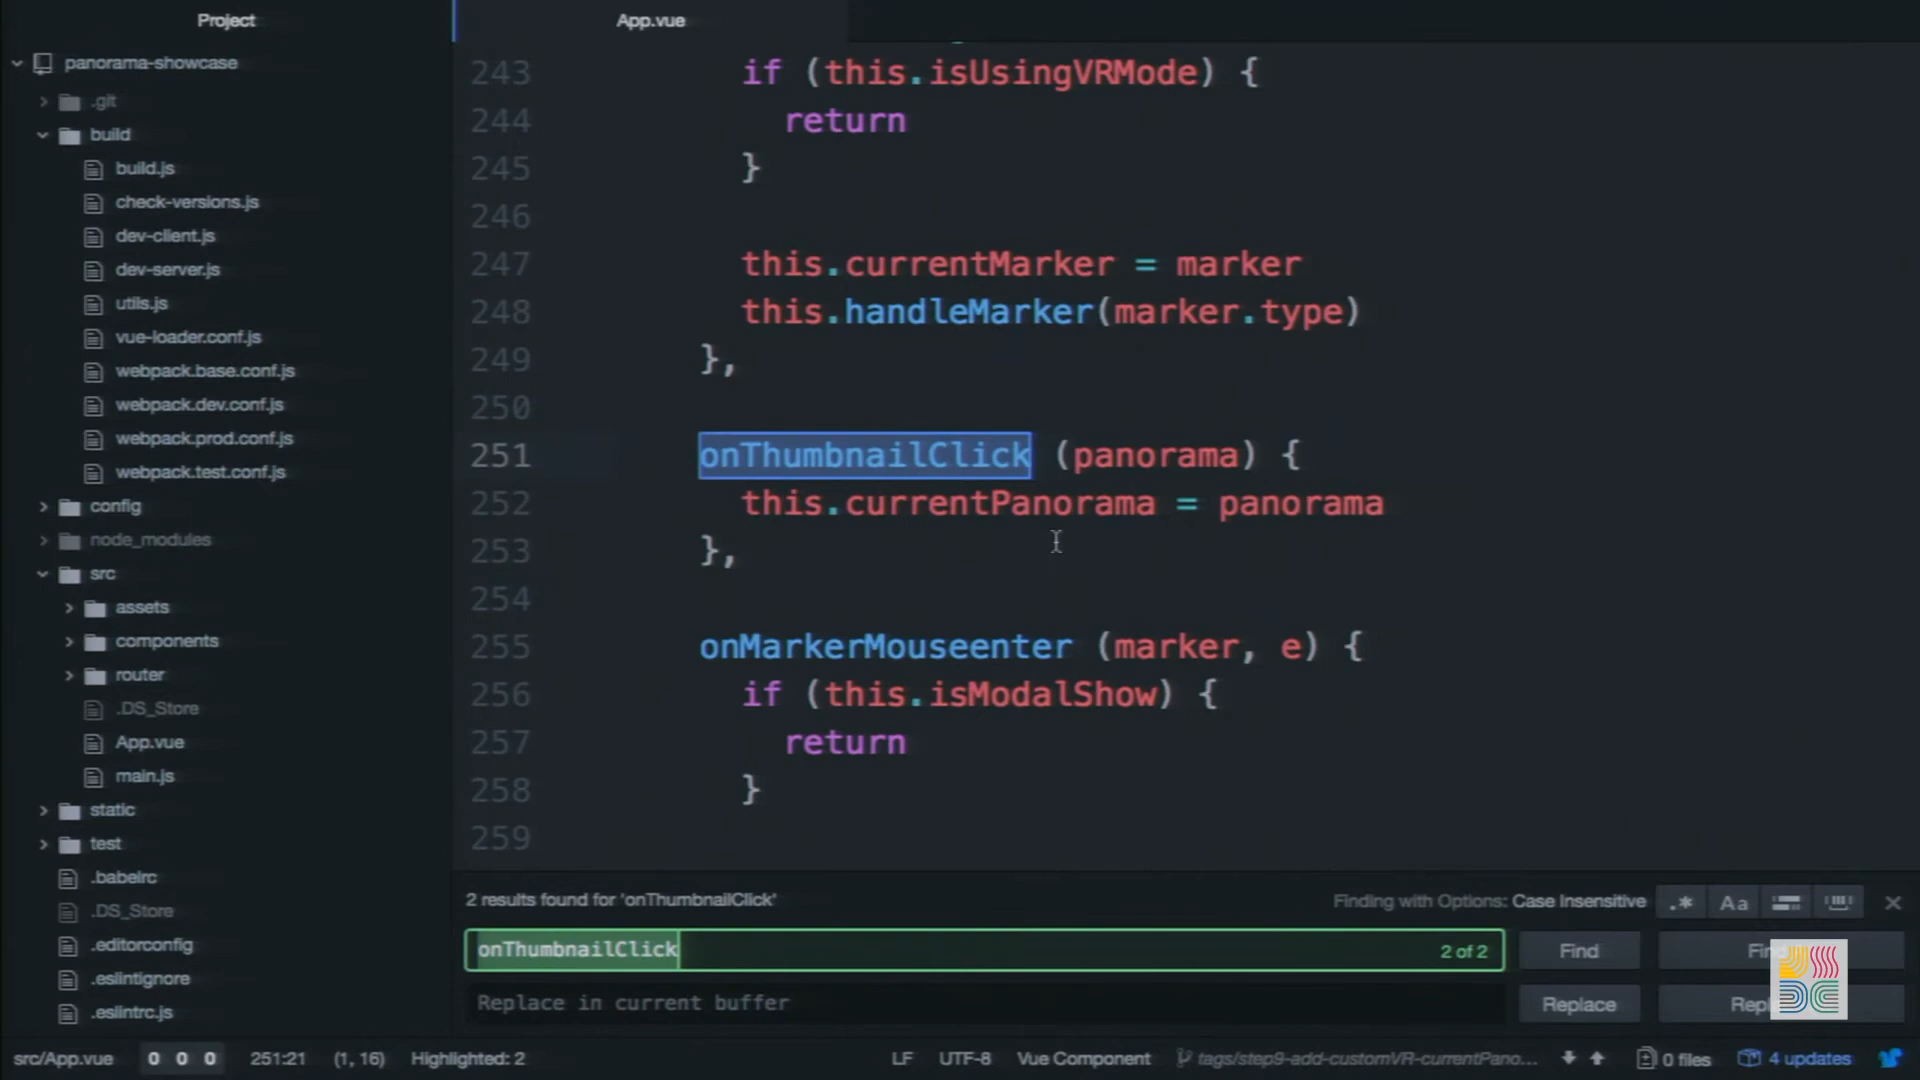 Project
App.vue
panorama-showcase
.git
build
build.js
check-versions.js
dev-client.js
dev-server.js
utils.js
vue-loader.conf.js
webpack.base.conf.js
webpack.dev.conf.js
webpack.prod.conf.js
webpack.test.conf.js
config
node_modules
src
assets
components
router
.DS_Store
App.vue
main.js
static
test
.babelrc
.DS_Store
.editorconfig
.eslintignore
.eslintrc.js
243 if (this.isUsingVRMode) {
244 return
245 }
246
247 this.currentMarker = marker
248 this.handleMarker(marker.type)
249 },
250
251 onThumbnailClick (panorama) {
252 this.currentPanorama = panorama
253 },
254
255 onMarkerMouseenter (marker, e) {
256 if (this.isModalShow) {
257 return
258 }
259
2 results found for 'onThumbnailClick'
Finding with Options: Case Insensitive
.* Aa
onThumbnailClick 2 of 2
Find
Replace in current buffer
Replace
src/App.vue 0 0 0 251:21 (1, 16) Highlighted: 2
LF UTF-8 Vue Component tags/step9-add-customVR-currentPano... 0 files 4 updates